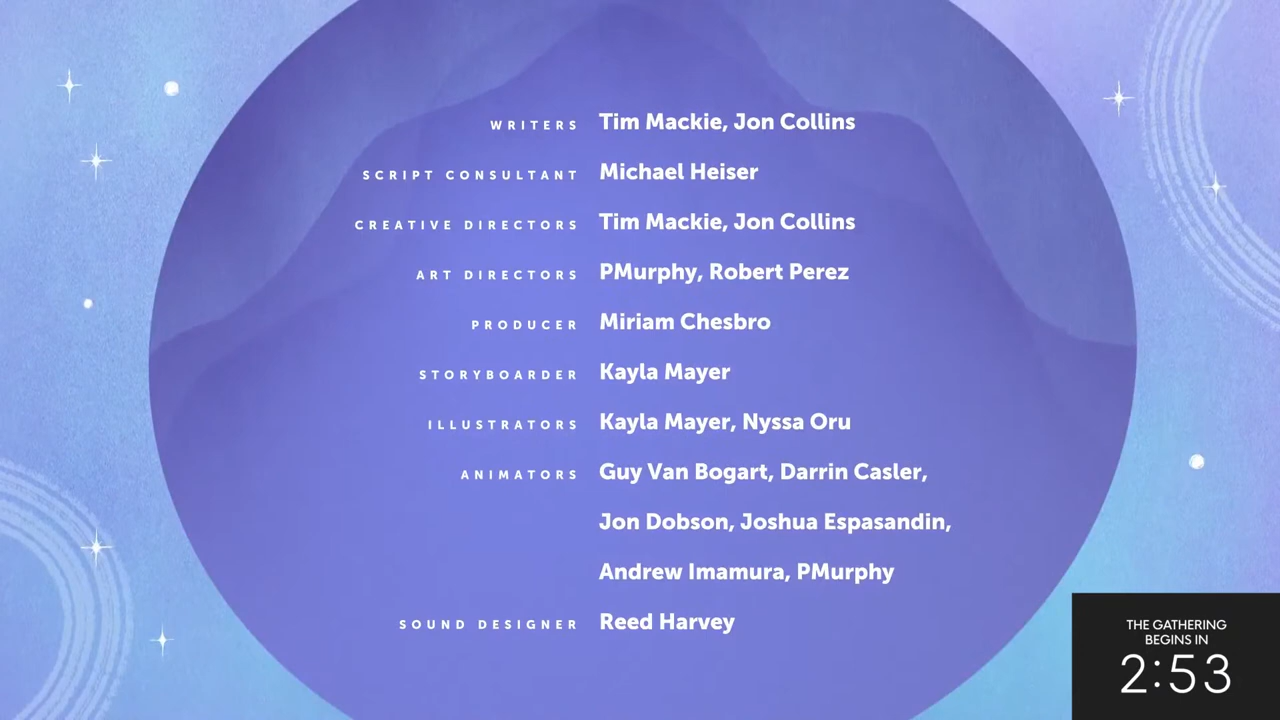 WRITERS Tim Mackie, Jon Collins
SCRIPT CONSULTANT Michael Heiser
CREATIVE DIRECTORS Tim Mackie, Jon Collins
ART DIRECTORS PMurphy, Robert Perez
PRODUCER Miriam Chesbro
STORYBOARDER Kayla Mayer
ILLUSTRATORS Kayla Mayer, Nyssa Oru
ANIMATORS Guy Van Bogart, Darrin Casler,
Jon Dobson, Joshua Espasandin,
Andrew Imamura, PMurphy
SOUND DESIGNER Reed Harvey
THE GATHERING
BEGINS IN
2:53